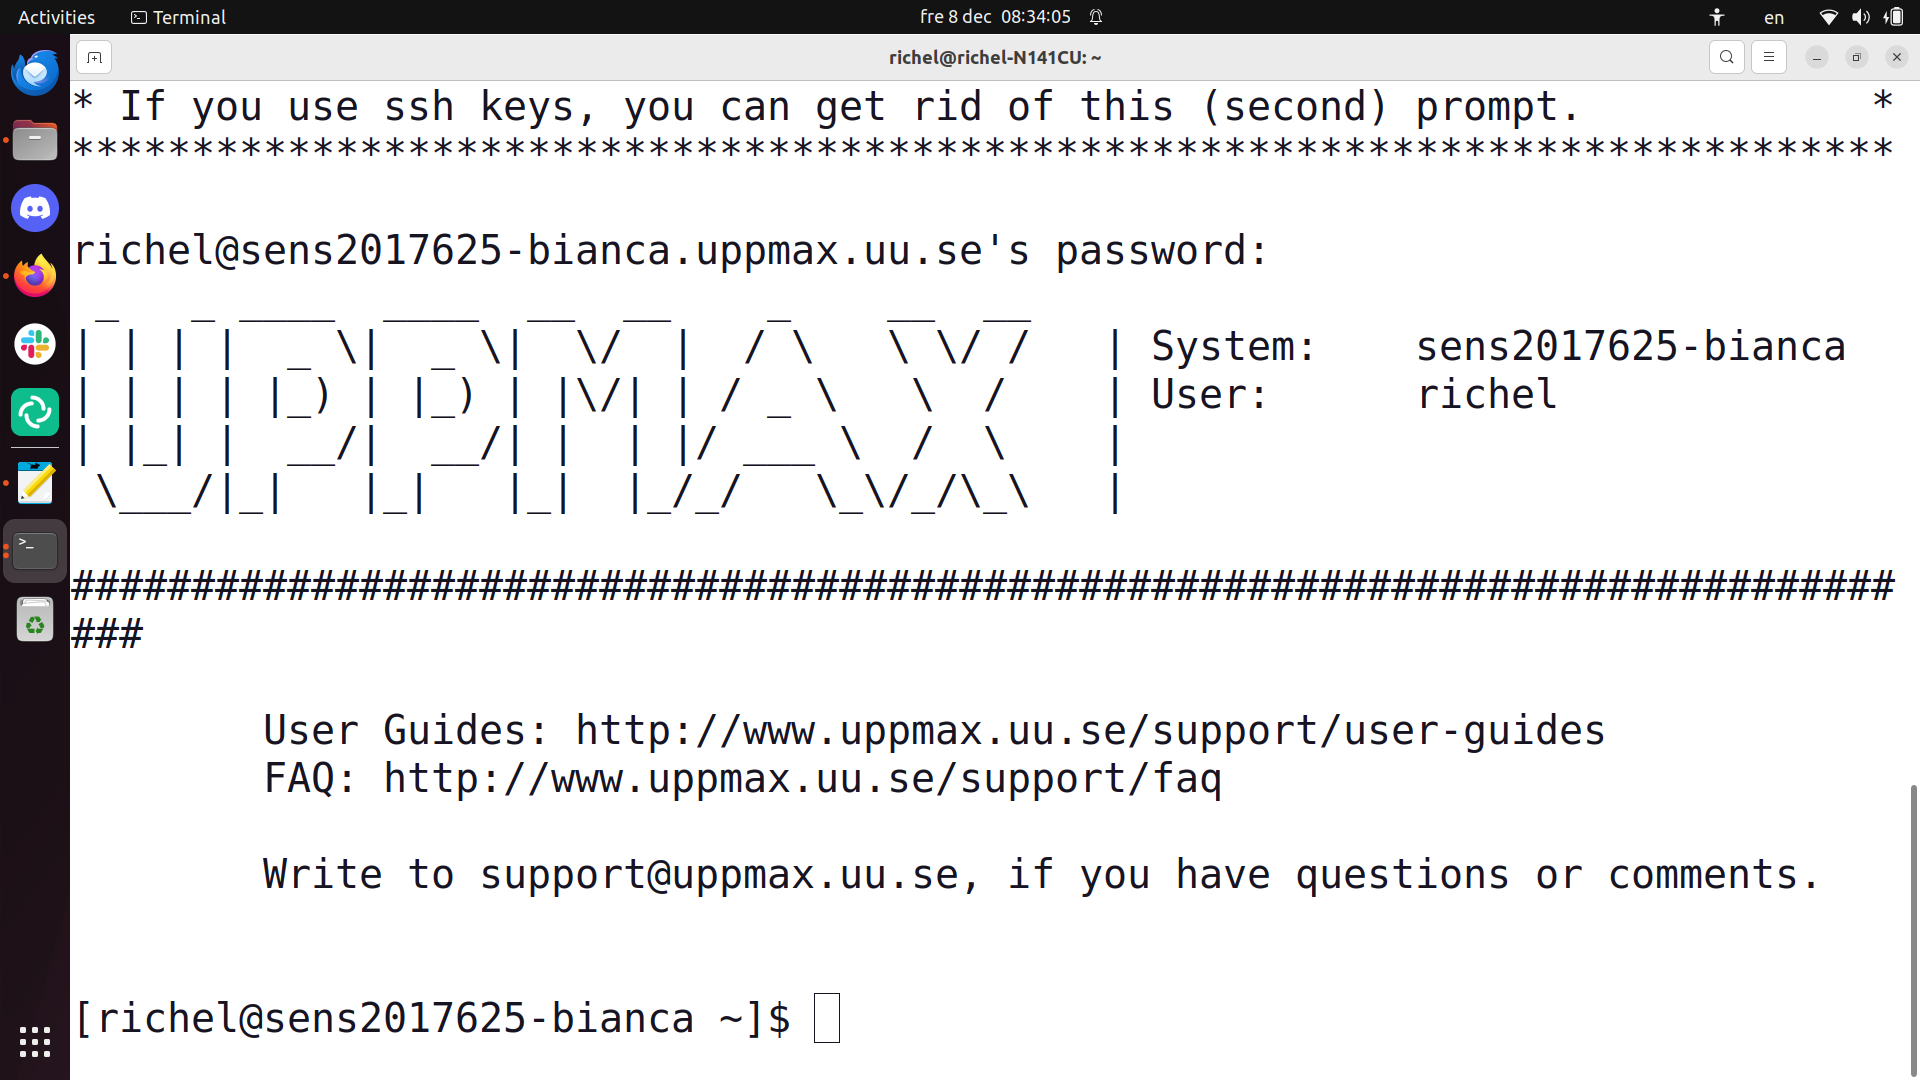 Activities Terminal fre 8 dec 08:34:05 en
richel@richel-N141CU: ~
* If you use ssh keys, you can get rid of this (second) prompt.            *
****************************************************************************
richel@sens2017625-bianca.uppmax.uu.se's password:
 _   _ ____  ____  __  __    _    __  __
| | | |  _ \|  _ \|  \/  |  / \   \ \/ /   | System:    sens2017625-bianca
| | | | |_) | |_) | |\/| | / _ \   \  /    | User:      richel
| |_| |  __/|  __/| |  | |/ ___ \  /  \    |
 \___/|_|   |_|   |_|  |_/_/   \_\/_/\_\   |
############################################################################
###
        User Guides: http://www.uppmax.uu.se/support/user-guides
        FAQ: http://www.uppmax.uu.se/support/faq
        Write to support@uppmax.uu.se, if you have questions or comments.
[richel@sens2017625-bianca ~]$